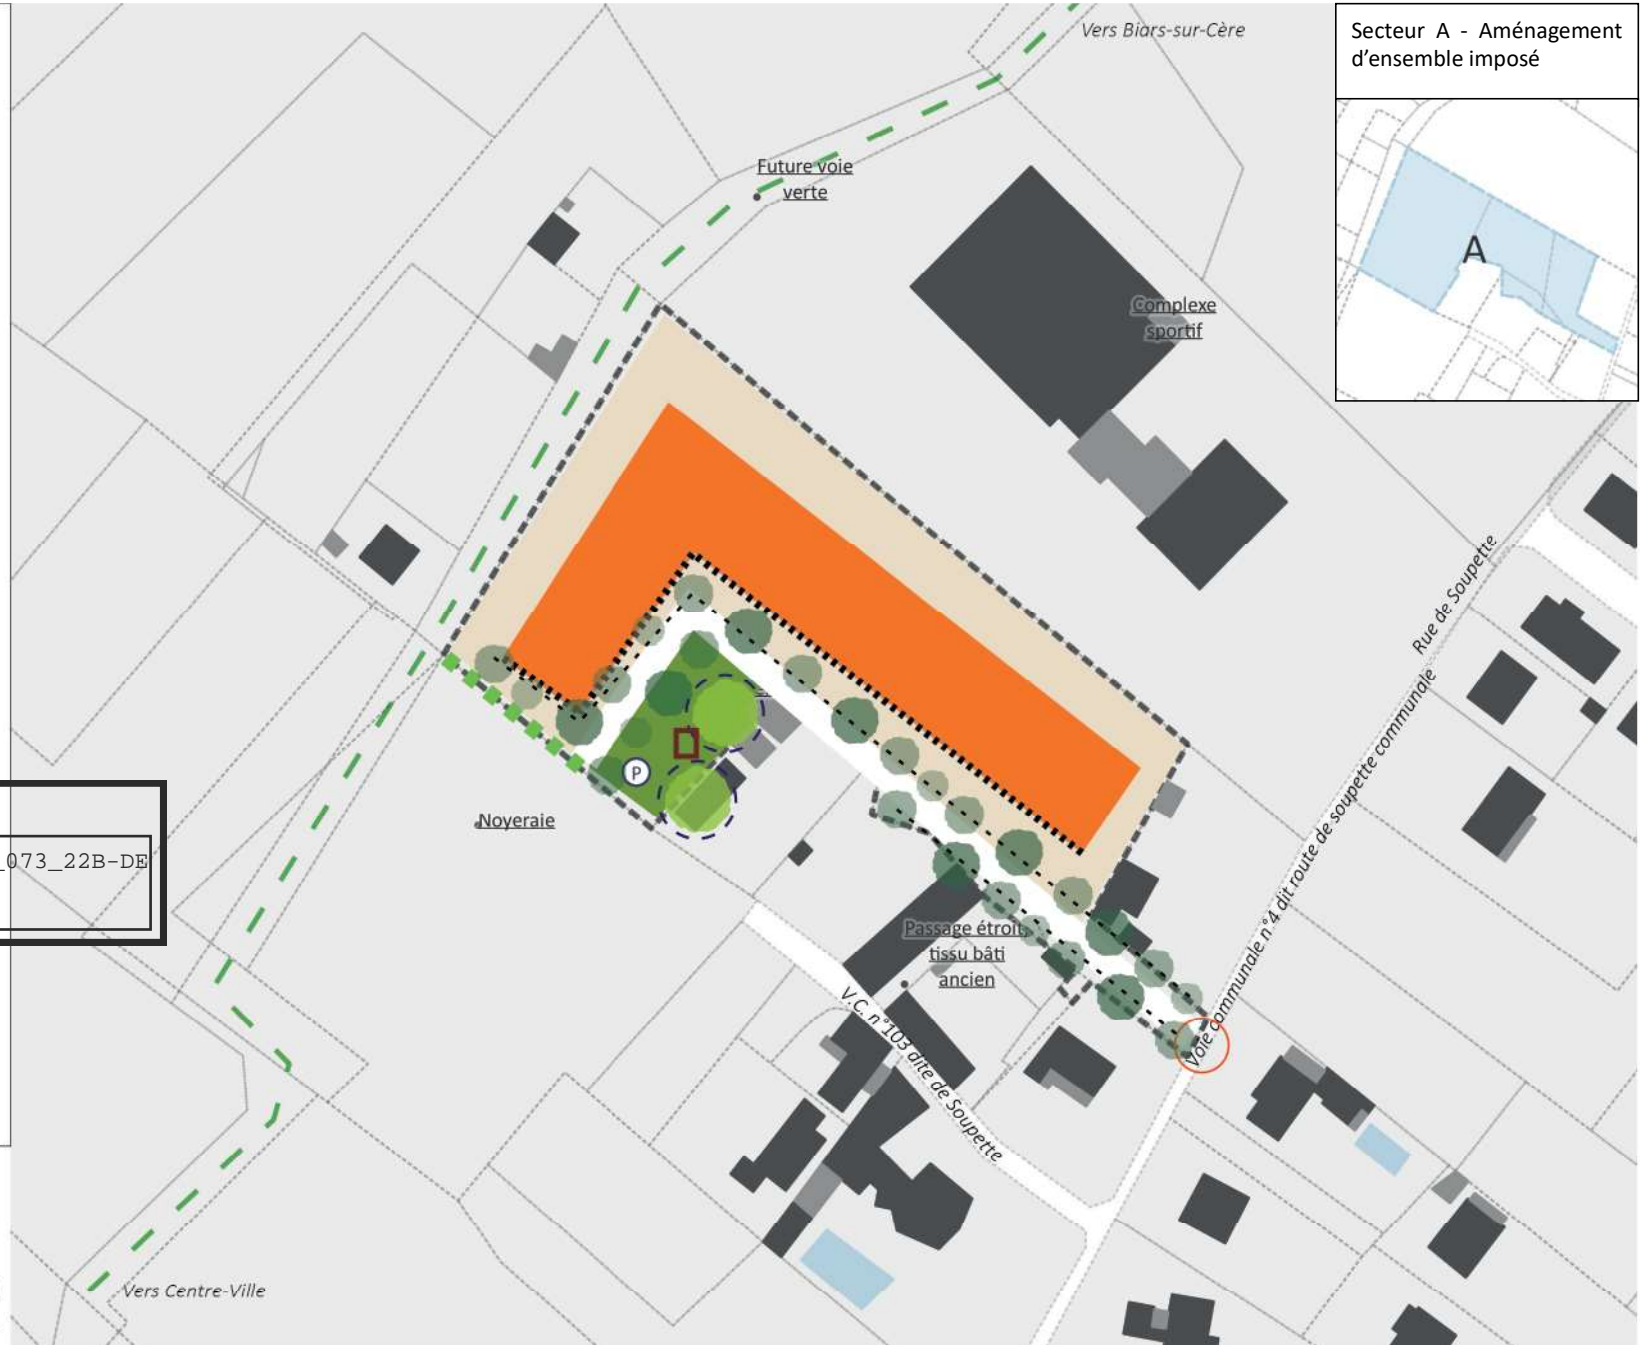 Vers Biars-sur-Cère
Secteur A - Aménagement
d'ensemble imposé
A
Future voie
verte
Complexe
sportif
Rue de Soupette
P
Noyeraie
_073_22B-DE
Passage étroit,
tissu bâti
ancien
Voie communale n°4 dit route de soupette communale
V.C. n°103 dite de Soupette
Vers Centre-Ville